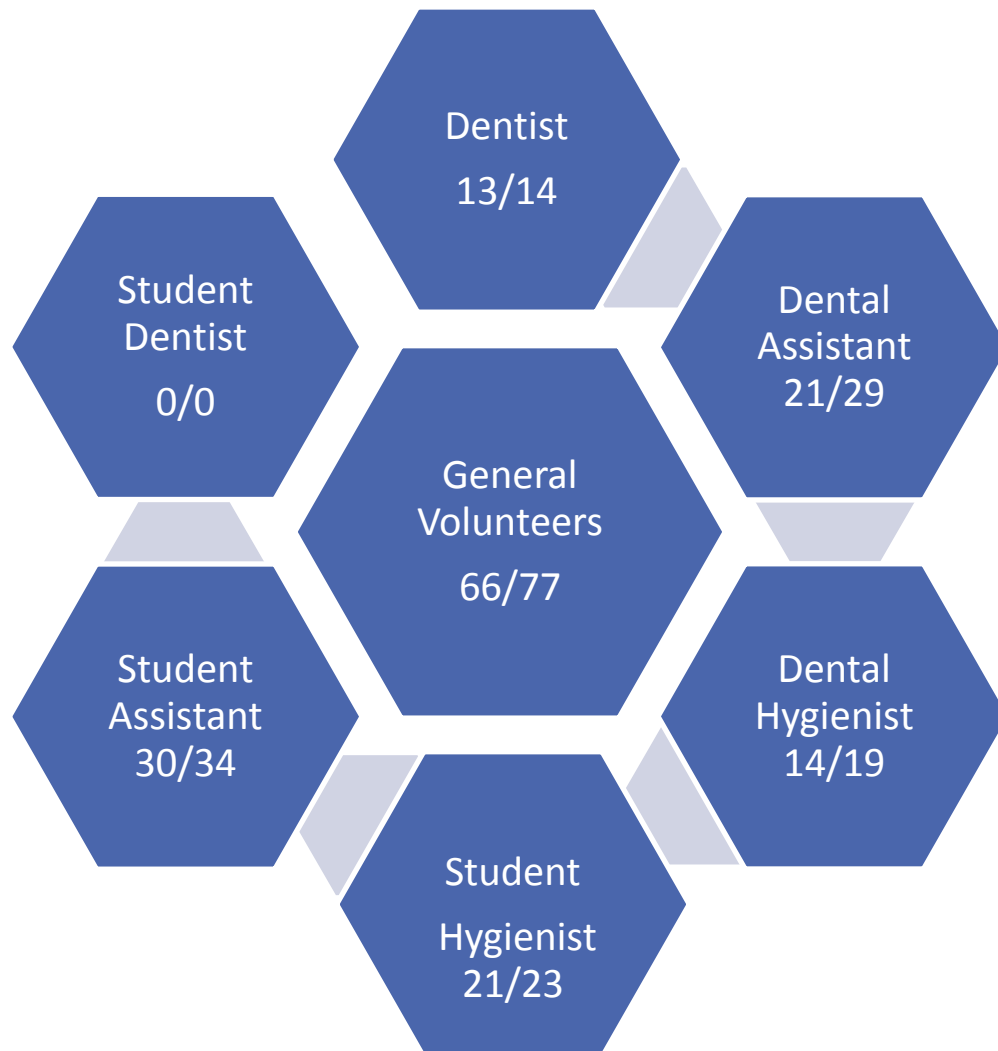 Dentist
13/14
Student
Dentist
0/0
Dental
Assistant
21/29
General
Volunteers
66/77
Student
Assistant
30/34
Dental
Hygienist
14/19
Student
Hygienist
21/23